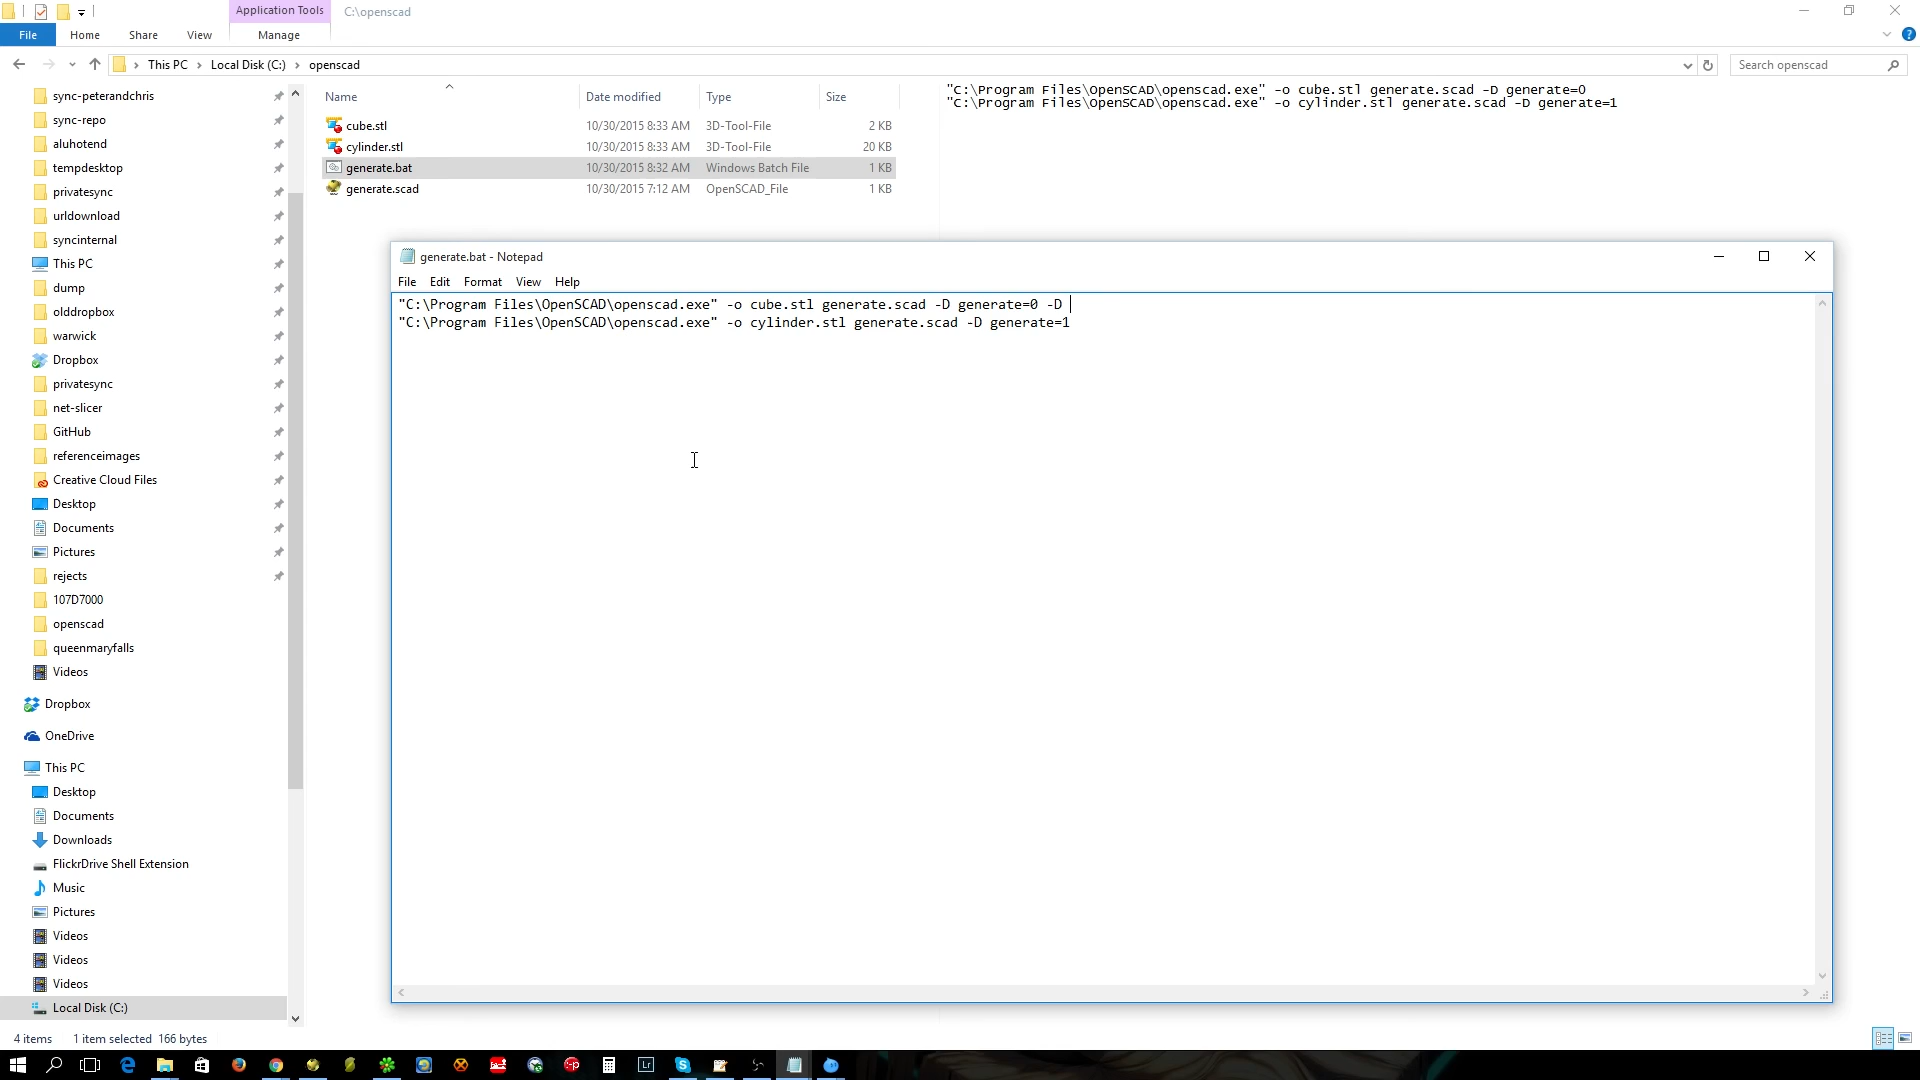 Application Tools
C:\openscad
File
Home
Share
View
Manage
This PC
Local Disk (C:)
openscad
Search openscad
sync-peterandchris
sync-repo
aluhotend
tempdesktop
privatesync
urldownload
syncinternal
This PC
dump
olddropbox
warwick
Dropbox
privatesync
net-slicer
GitHub
referenceimages
Creative Cloud Files
Desktop
Documents
Pictures
rejects
107D7000
openscad
queenmaryfalls
Videos
Dropbox
OneDrive
This PC
Desktop
Documents
Downloads
FlickrDrive Shell Extension
Music
Pictures
Videos
Videos
Videos
Local Disk (C:)
Name Date modified Type Size
cube.stl 10/30/2015 8:33 AM 3D-Tool-File 2 KB
cylinder.stl 10/30/2015 8:33 AM 3D-Tool-File 20 KB
generate.bat 10/30/2015 8:32 AM Windows Batch File 1 KB
generate.scad 10/30/2015 7:12 AM OpenSCAD_File 1 KB
"C:\Program Files\OpenSCAD\openscad.exe" -o cube.stl generate.scad -D generate=0
"C:\Program Files\OpenSCAD\openscad.exe" -o cylinder.stl generate.scad -D generate=1
generate.bat - Notepad
File Edit Format View Help
"C:\Program Files\OpenSCAD\openscad.exe" -o cube.stl generate.scad -D generate=0 -D
"C:\Program Files\OpenSCAD\openscad.exe" -o cylinder.stl generate.scad -D generate=1
4 items 1 item selected 166 bytes
Lr